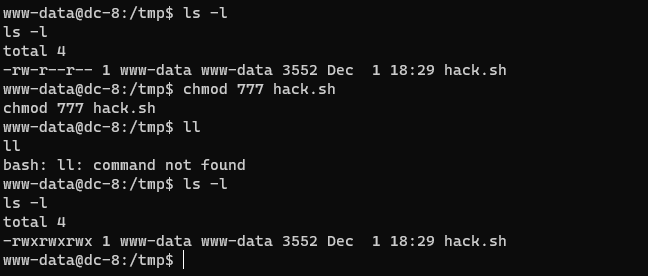 www-data@dc-8:/tmp$ ls -l
ls -l
total 4
-rw-r--r-- 1 www-data www-data 3552 Dec  1 18:29 hack.sh
www-data@dc-8:/tmp$ chmod 777 hack.sh
chmod 777 hack.sh
www-data@dc-8:/tmp$ ll
ll
bash: ll: command not found
www-data@dc-8:/tmp$ ls -l
ls -l
total 4
-rwxrwxrwx 1 www-data www-data 3552 Dec  1 18:29 hack.sh
www-data@dc-8:/tmp$